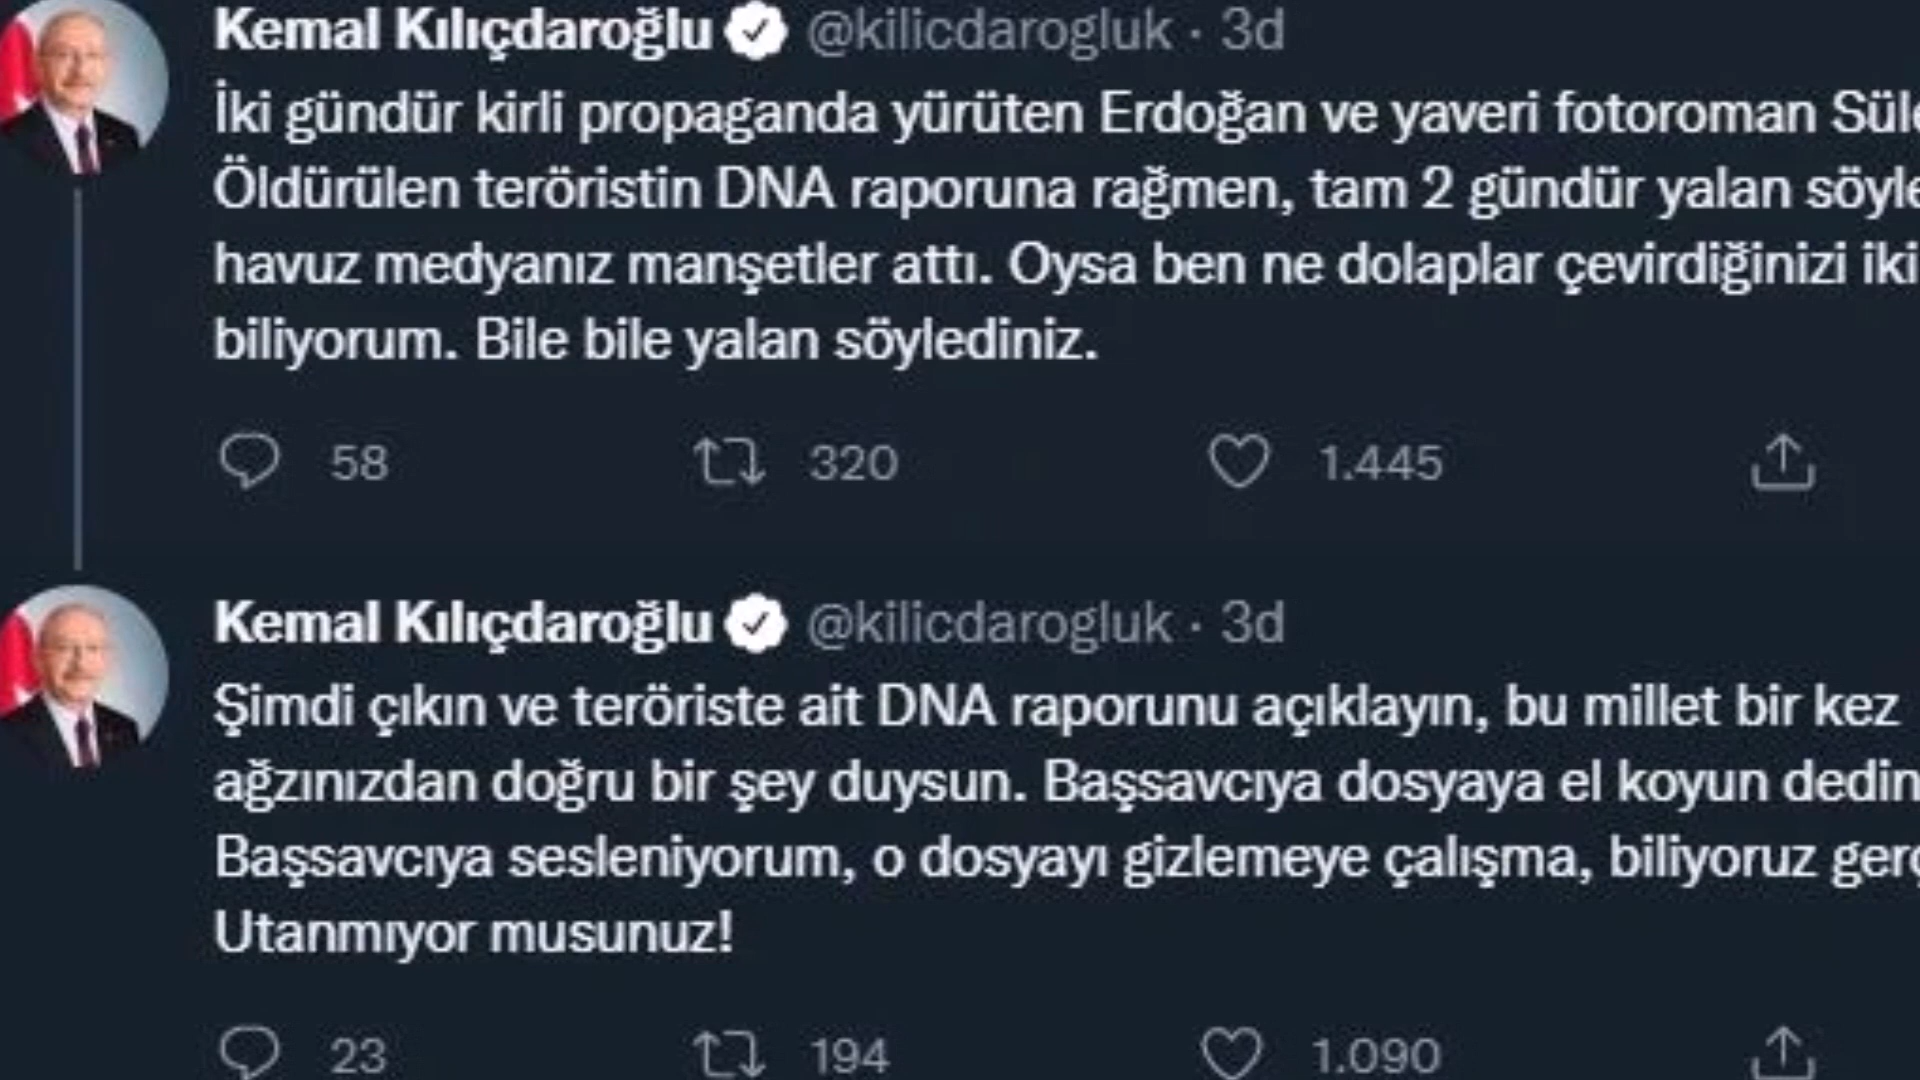 Kemal Kılıçdaroğlu @kilicdarogluk · 3d
İki gündür kirli propaganda yürüten Erdoğan ve yaveri fotoroman Sül
Öldürülen teröristin DNA raporuna rağmen, tam 2 gündür yalan söyle
havuz medyanız manşetler attı. Oysa ben ne dolaplar çevirdiğinizi iki
biliyorum. Bile bile yalan söylediniz.
58 320 1.445
Kemal Kılıçdaroğlu @kilicdarogluk · 3d
Şimdi çıkın ve teröriste ait DNA raporunu açıklayın, bu millet bir kez
ağzınızdan doğru bir şey duysun. Başsavcıya dosyaya el koyun dedin
Başsavcıya sesleniyorum, o dosyayı gizlemeye çalışma, biliyoruz ger
Utanmıyor musunuz!
23 194 1.090